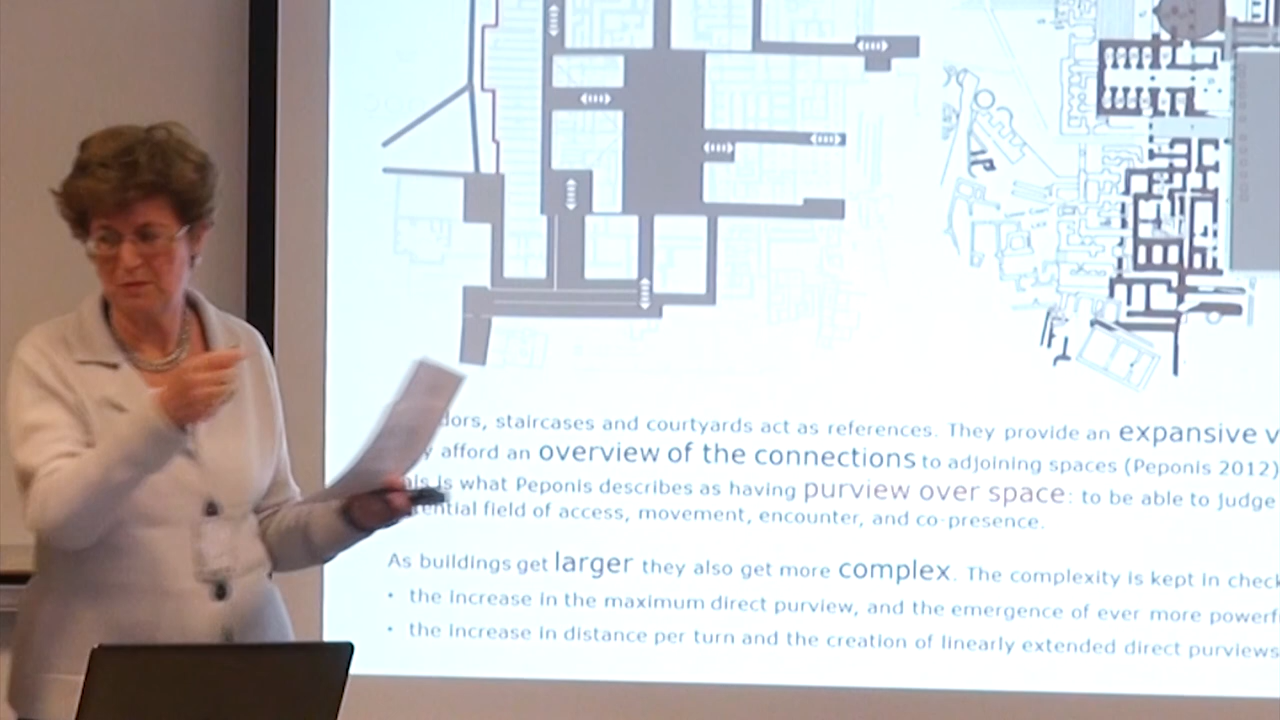 dors, staircases and courtyards act as references. They provide an expansive v
y afford an overview of the connections to adjoining spaces (Peponis 2012)
his is what Peponis describes as having purview over space: to be able to judge
ential field of access, movement, encounter, and co-presence.
As buildings get larger they also get more complex. The complexity is kept in chec
• the increase in the maximum direct purview, and the emergence of ever more powerf
• the increase in distance per turn and the creation of linearly extended direct purviews